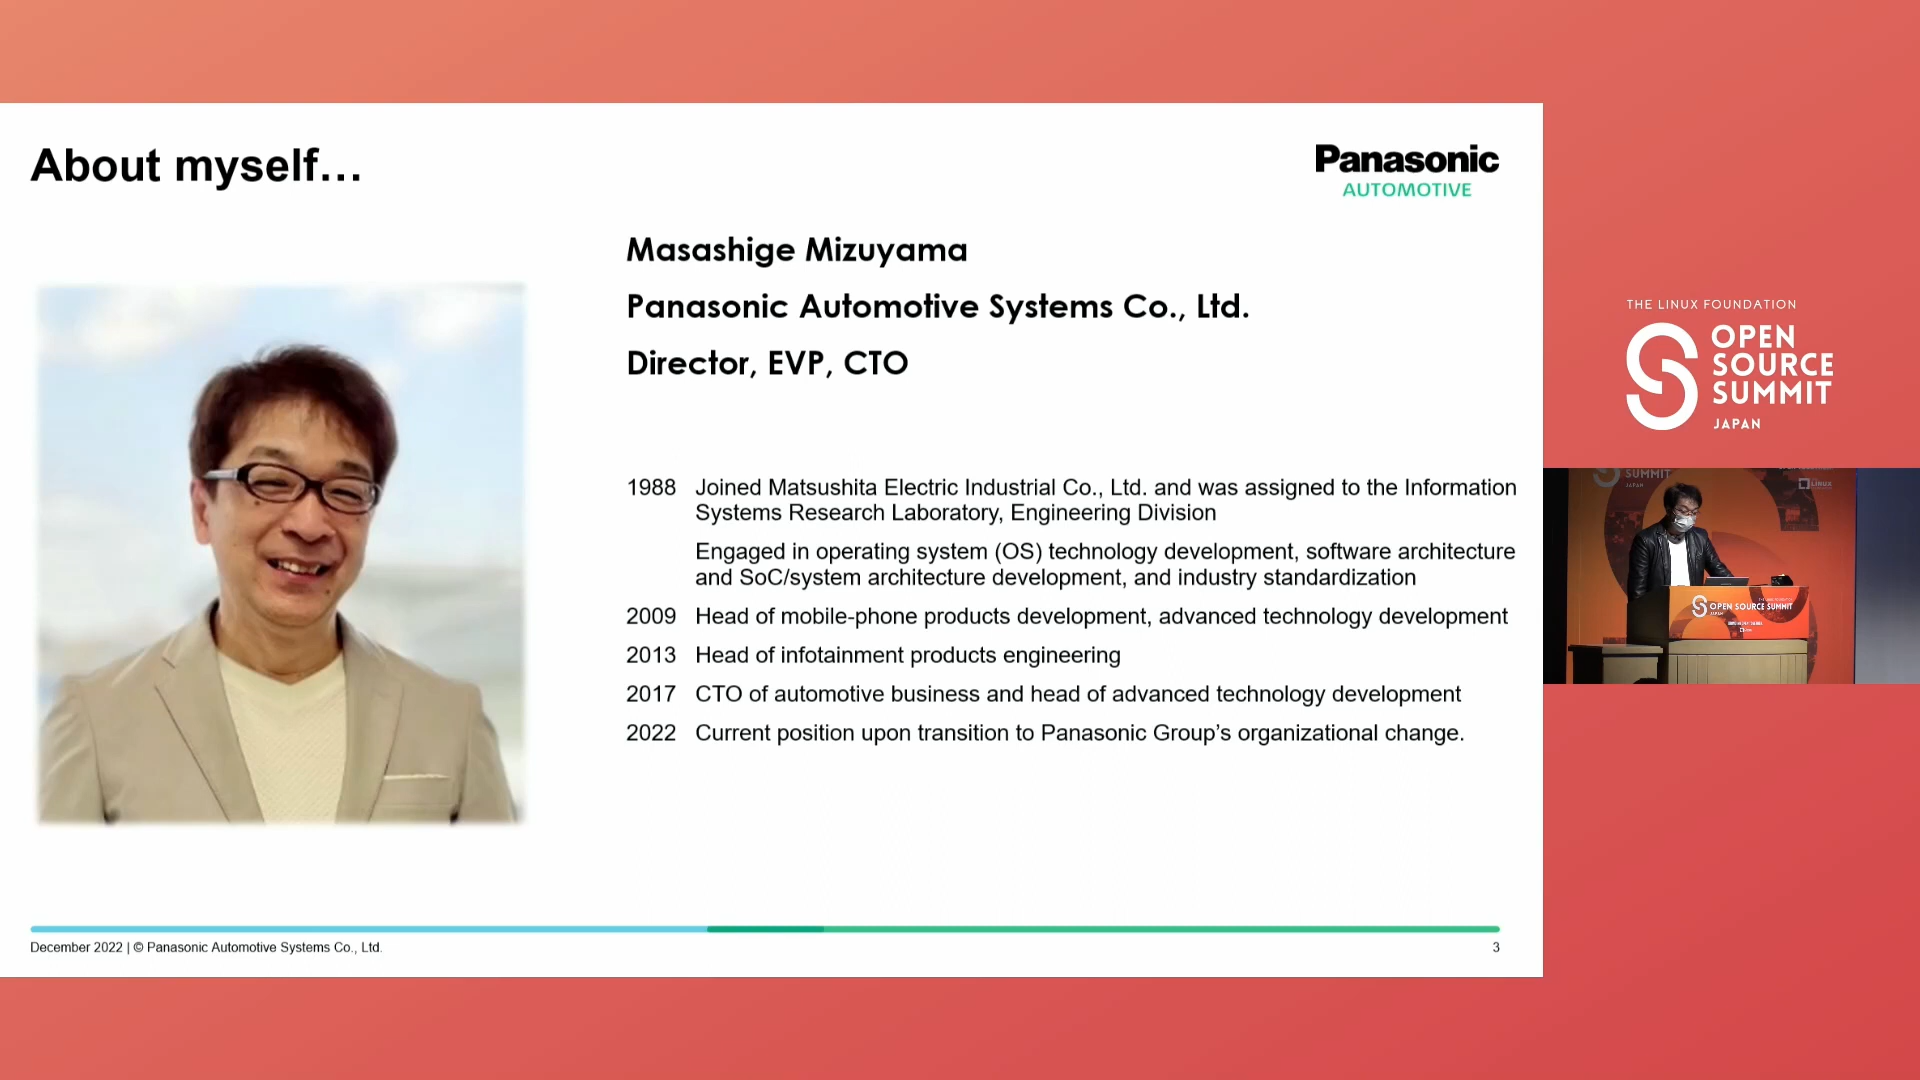 About myself...
Panasonic
AUTOMOTIVE
Masashige Mizuyama
Panasonic Automotive Systems Co., Ltd.
Director, EVP, CTO
1988 Joined Matsushita Electric Industrial Co., Ltd. and was assigned to the Information
Systems Research Laboratory, Engineering Division
Engaged in operating system (OS) technology development, software architecture
and SoC/system architecture development, and industry standardization
2009 Head of mobile-phone products development, advanced technology development
2013 Head of infotainment products engineering
2017 CTO of automotive business and head of advanced technology development
2022 Current position upon transition to Panasonic Group’s organizational change.
December 2022 | © Panasonic Automotive Systems Co., Ltd.
3
THE LINUX FOUNDATION
OPEN
SOURCE
SUMMIT
JAPAN
SUMMIT
JAPAN
LINUX
OPEN SOURCE SUMMIT